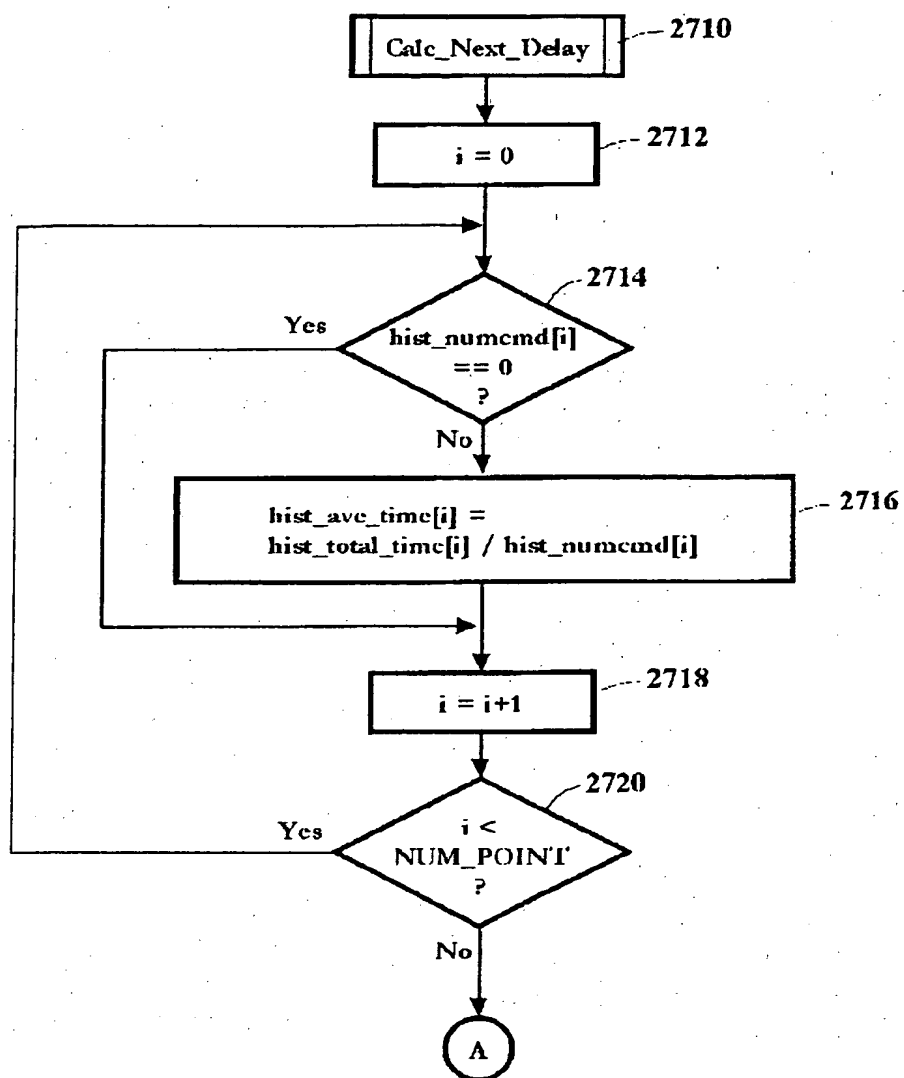 Calc_Next_Delay
2710
i = 0
2712
2714
Yes
hist_numcmd[i]
== 0
?
No
2716
hist_ave_time[i] =
hist_total_time[i] / hist_numcmd[i]
2718
i = i+1
2720
Yes
i <
NUM_POINT
?
No
A